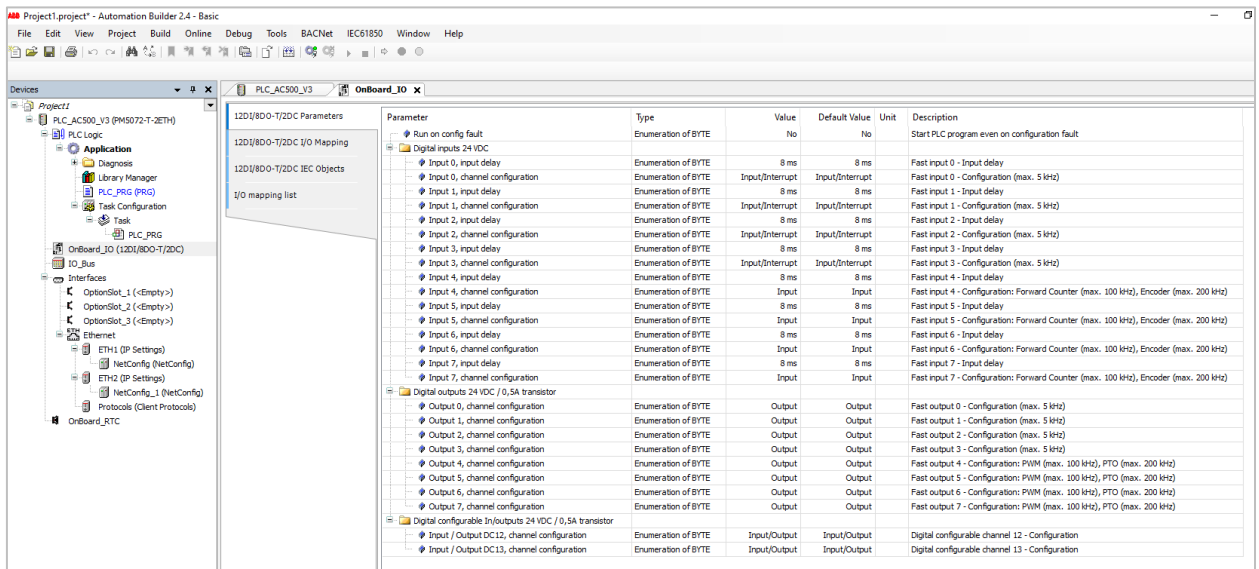 ABB Project1.project* - Automation Builder 2.4 - Basic
File Edit View Project Build Online Debug Tools BACNet IEC61850 Window Help
Devices
Project1
PLC_AC500_V3 (PM5072-T-2ETH)
PLC Logic
Application
Diagnosis
Library Manager
PLC_PRG (PRG)
Task Configuration
Task
PLC_PRG
OnBoard_IO (12DI/8DO-T/2DC)
IO_Bus
Interfaces
OptionSlot_1 (<Empty>)
OptionSlot_2 (<Empty>)
OptionSlot_3 (<Empty>)
Ethernet
ETH1 (IP Settings)
NetConfig (NetConfig)
ETH2 (IP Settings)
NetConfig_1 (NetConfig)
Protocols (Client Protocols)
OnBoard_RTC
PLC_AC500_V3 OnBoard_IO
12DI/8DO-T/2DC Parameters
12DI/8DO-T/2DC I/O Mapping
12DI/8DO-T/2DC IEC Objects
I/O mapping list
Parameter Type Value Default Value Unit Description
Run on config fault Enumeration of BYTE No No Start PLC program even on configuration fault
Digital inputs 24 VDC
Input 0, input delay Enumeration of BYTE 8 ms 8 ms Fast input 0 - Input delay
Input 0, channel configuration Enumeration of BYTE Input/Interrupt Input/Interrupt Fast input 0 - Configuration (max. 5 kHz)
Input 1, input delay Enumeration of BYTE 8 ms 8 ms Fast input 1 - Input delay
Input 1, channel configuration Enumeration of BYTE Input/Interrupt Input/Interrupt Fast input 1 - Configuration (max. 5 kHz)
Input 2, input delay Enumeration of BYTE 8 ms 8 ms Fast input 2 - Input delay
Input 2, channel configuration Enumeration of BYTE Input/Interrupt Input/Interrupt Fast input 2 - Configuration (max. 5 kHz)
Input 3, input delay Enumeration of BYTE 8 ms 8 ms Fast input 3 - Input delay
Input 3, channel configuration Enumeration of BYTE Input/Interrupt Input/Interrupt Fast input 3 - Configuration (max. 5 kHz)
Input 4, input delay Enumeration of BYTE 8 ms 8 ms Fast input 4 - Input delay
Input 4, channel configuration Enumeration of BYTE Input Input Fast input 4 - Configuration: Forward Counter (max. 100 kHz), Encoder (max. 200 kHz)
Input 5, input delay Enumeration of BYTE 8 ms 8 ms Fast input 5 - Input delay
Input 5, channel configuration Enumeration of BYTE Input Input Fast input 5 - Configuration: Forward Counter (max. 100 kHz), Encoder (max. 200 kHz)
Input 6, input delay Enumeration of BYTE 8 ms 8 ms Fast input 6 - Input delay
Input 6, channel configuration Enumeration of BYTE Input Input Fast input 6 - Configuration: Forward Counter (max. 100 kHz), Encoder (max. 200 kHz)
Input 7, input delay Enumeration of BYTE 8 ms 8 ms Fast input 7 - Input delay
Input 7, channel configuration Enumeration of BYTE Input Input Fast input 7 - Configuration: Forward Counter (max. 100 kHz), Encoder (max. 200 kHz)
Digital outputs 24 VDC / 0,5A transistor
Output 0, channel configuration Enumeration of BYTE Output Output Fast output 0 - Configuration (max. 5 kHz)
Output 1, channel configuration Enumeration of BYTE Output Output Fast output 1 - Configuration (max. 5 kHz)
Output 2, channel configuration Enumeration of BYTE Output Output Fast output 2 - Configuration (max. 5 kHz)
Output 3, channel configuration Enumeration of BYTE Output Output Fast output 3 - Configuration (max. 5 kHz)
Output 4, channel configuration Enumeration of BYTE Output Output Fast output 4 - Configuration: PWM (max. 100 kHz), PTO (max. 200 kHz)
Output 5, channel configuration Enumeration of BYTE Output Output Fast output 5 - Configuration: PWM (max. 100 kHz), PTO (max. 200 kHz)
Output 6, channel configuration Enumeration of BYTE Output Output Fast output 6 - Configuration: PWM (max. 100 kHz), PTO (max. 200 kHz)
Output 7, channel configuration Enumeration of BYTE Output Output Fast output 7 - Configuration: PWM (max. 100 kHz), PTO (max. 200 kHz)
Digital configurable In/outputs 24 VDC / 0,5A transistor
Input / Output DC12, channel configuration Enumeration of BYTE Input/Output Input/Output Digital configurable channel 12 - Configuration
Input / Output DC13, channel configuration Enumeration of BYTE Input/Output Input/Output Digital configurable channel 13 - Configuration